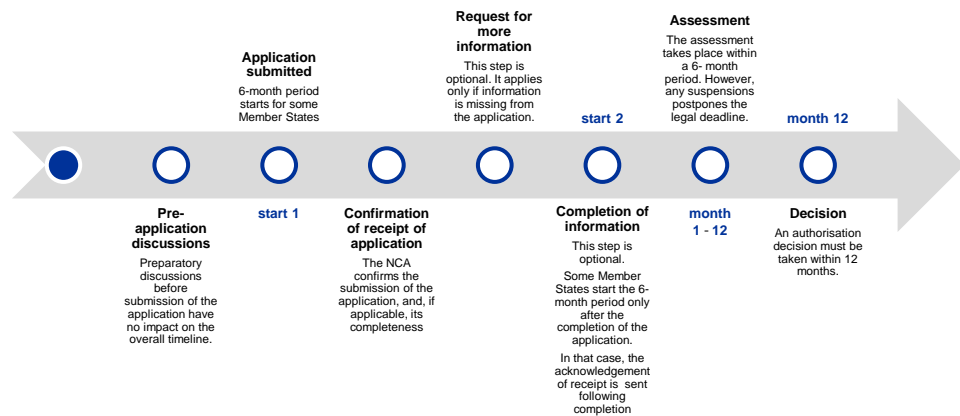 Pre-
application
discussions
Preparatory
discussions
before
submission of the
application have
no impact on the
overall timeline.
Application
submitted
6-month period
starts for some
Member States
start 1
Confirmation
of receipt of
application
The NCA
confirms the
submission of the
application, and, if
applicable, its
completeness
Request for
more
information
This step is
optional. It applies
only if information
is missing from
the application.
start 2
Completion of
information
This step is
optional.
Some Member
States start the 6-
month period only
after the
completion of the
application.
In that case, the
acknowledgement
of receipt is sent
following
completion
Assessment
The assessment
takes place within
a 6- month
period. However,
any suspensions
postpones the
legal deadline.
month
1 - 12
month 12
Decision
An authorisation
decision must be
taken within 12
months.